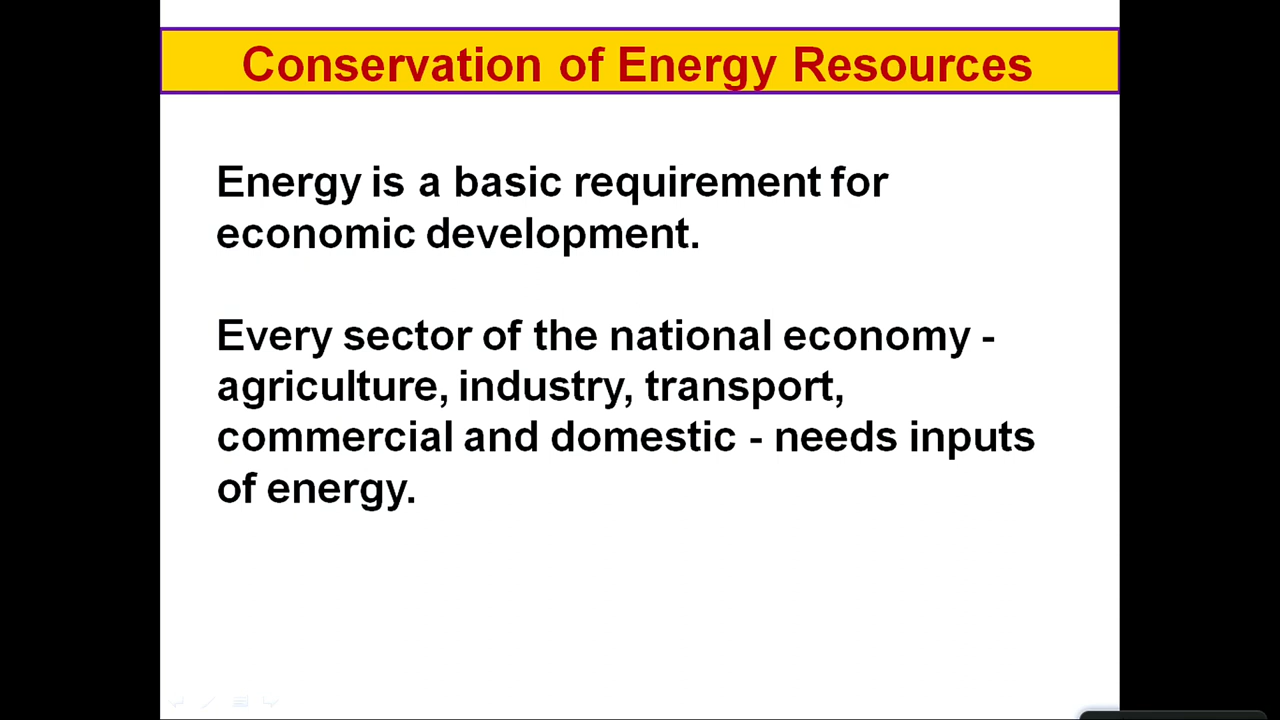 Conservation of Energy Resources
Energy is a basic requirement for
economic development.
Every sector of the national economy -
agriculture, industry, transport,
commercial and domestic - needs inputs
of energy.